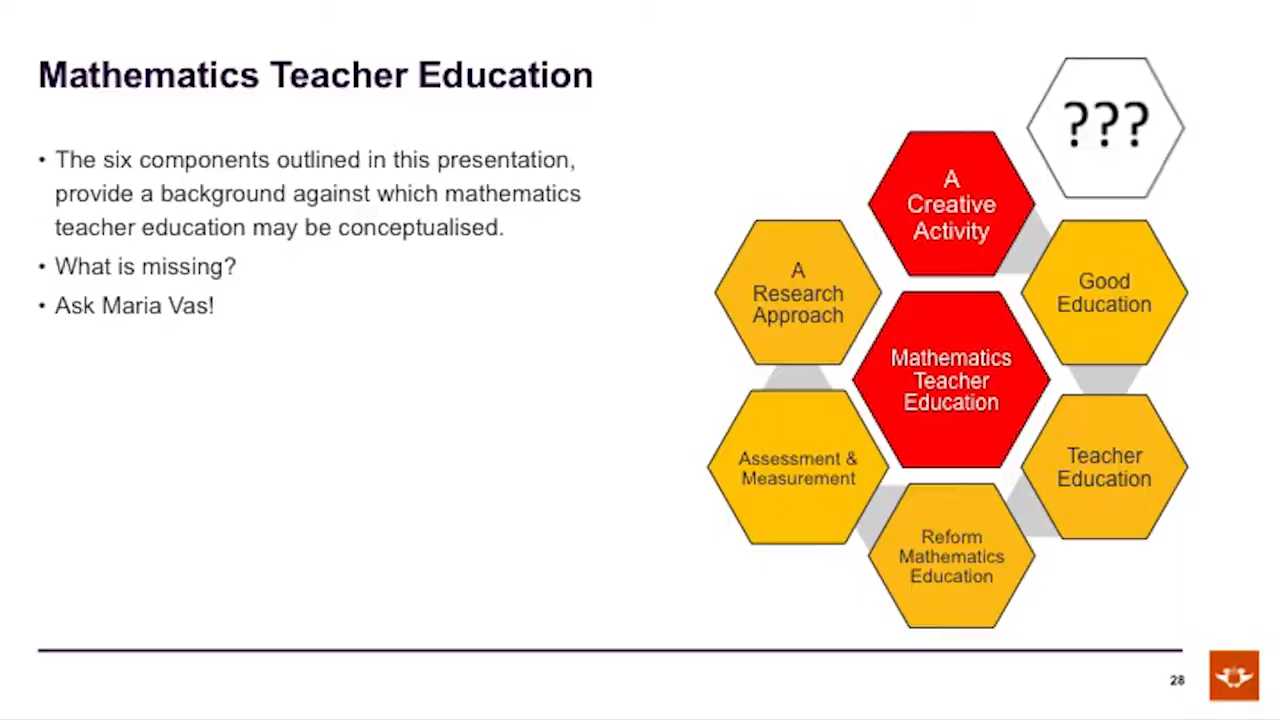 Mathematics Teacher Education
• The six components outlined in this presentation,
provide a background against which mathematics
teacher education may be conceptualised.
• What is missing?
• Ask Maria Vas!
???
A
Creative
Activity
A
Research
Approach
Good
Education
Mathematics
Teacher
Education
Assessment &
Measurement
Teacher
Education
Reform
Mathematics
Education
28